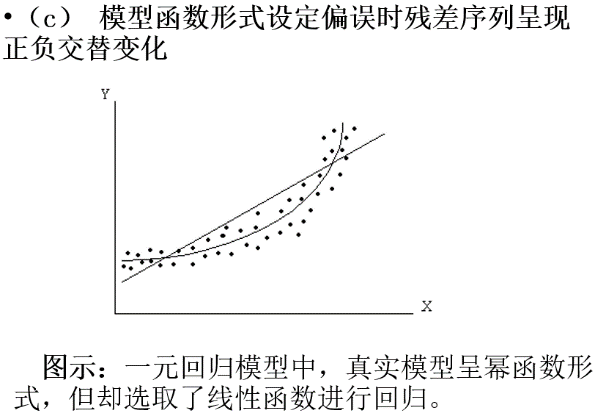 •（c） 模型函数形式设定偏误时残差序列呈现
正负交替变化
Y
X
图示：一元回归模型中，真实模型呈幂函数形
式，但却选取了线性函数进行回归。